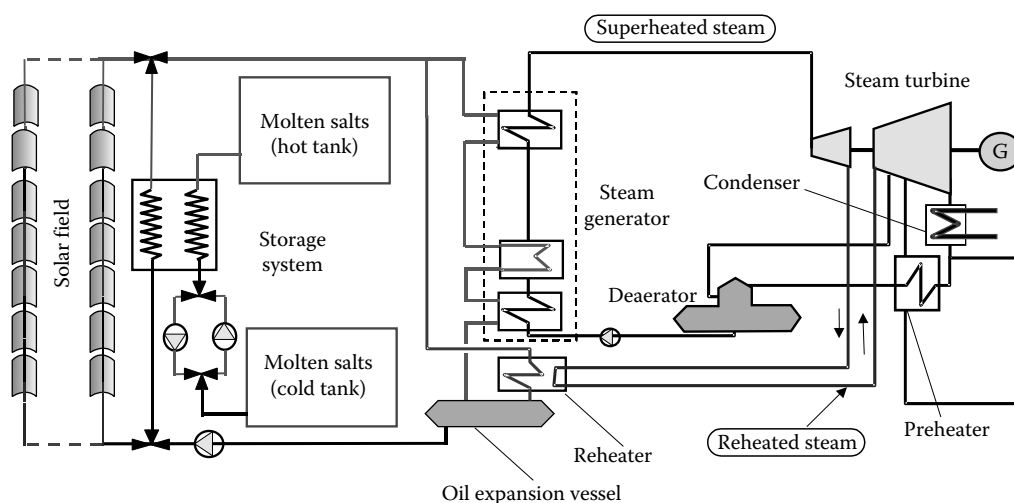 Superheated steam
Steam turbine
Molten salts
(hot tank)
G
Condenser
Steam
generator
Solar field
Storage
system
Deaerator
Molten salts
(cold tank)
Reheater
Reheated steam
Preheater
Oil expansion vessel